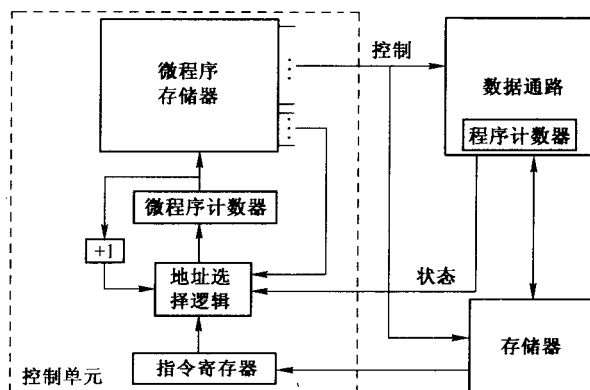 微程序
存储器
控制
数据通路
程序计数器
微程序计数器
+1
地址选
择逻辑
状态
存储器
指令寄存器
控制单元